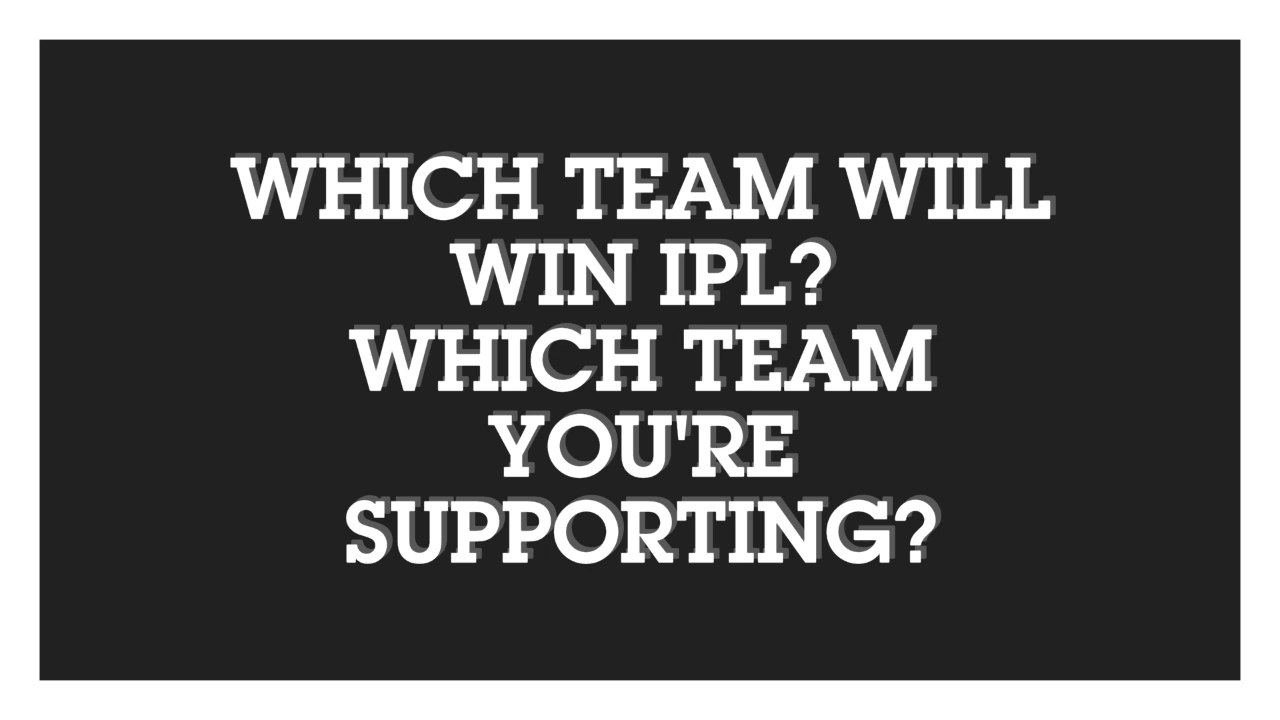 WHICH TEAM WILL
WIN IPL?
WHICH TEAM
YOU'RE
SUPPORTING?